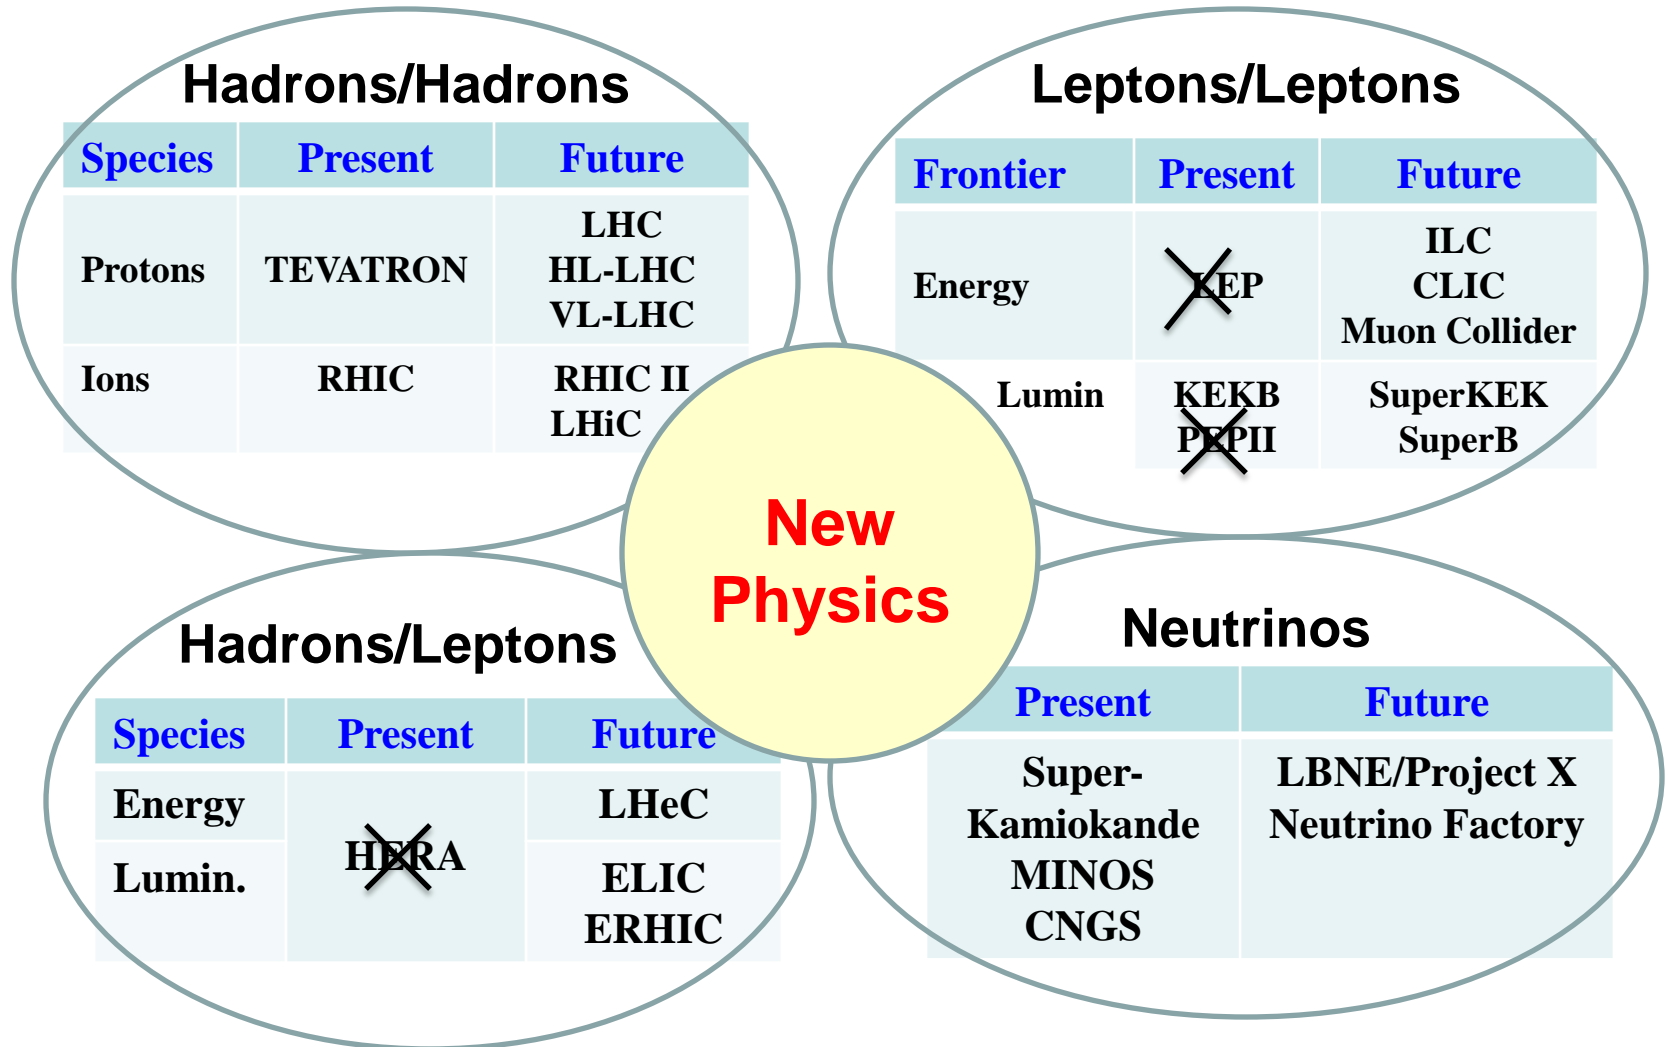 Hadrons/Hadrons
Species Present Future
Protons TEVATRON LHC
HL-LHC
VL-LHC
Ions RHIC RHIC II
LHiC
Leptons/Leptons
Frontier Present Future
Energy LEP ILC
CLIC
Muon Collider
Lumin KEKB SuperKEK
PEPII SuperB
New
Physics
Hadrons/Leptons
Species Present Future
Energy HERA LHeC
Lumin. ELIC
ERHIC
Neutrinos
Present Future
Super- LBNE/Project X
Kamiokande Neutrino Factory
MINOS
CNGS